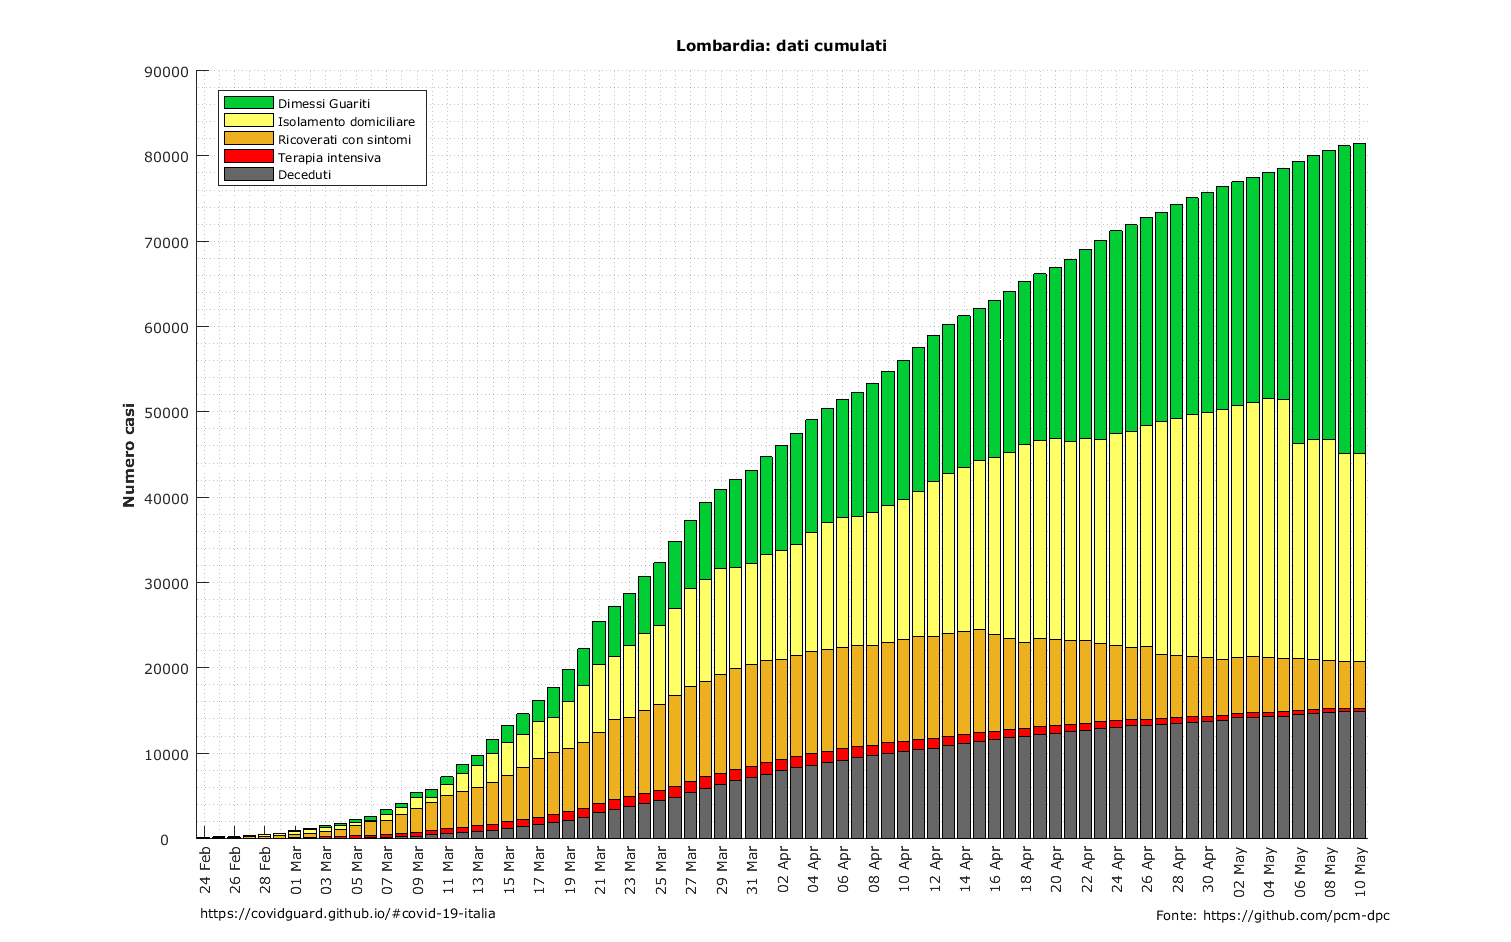 Lombardia: dati cumulati
90000
80000
70000
60000
50000
40000
30000
20000
10000
0
Numero casi
Dimessi Guariti
Isolamento domiciliare
Ricoverati con sintomi
Terapia intensiva
Deceduti
24 Feb
26 Feb
28 Feb
01 Mar
03 Mar
05 Mar
07 Mar
09 Mar
11 Mar
13 Mar
15 Mar
17 Mar
19 Mar
21 Mar
23 Mar
25 Mar
27 Mar
29 Mar
31 Mar
02 Apr
04 Apr
06 Apr
08 Apr
10 Apr
12 Apr
14 Apr
16 Apr
18 Apr
20 Apr
22 Apr
24 Apr
26 Apr
28 Apr
30 Apr
02 May
04 May
06 May
08 May
10 May
https://covidguard.github.io/#covid-19-italia
Fonte: https://github.com/pcm-dpc